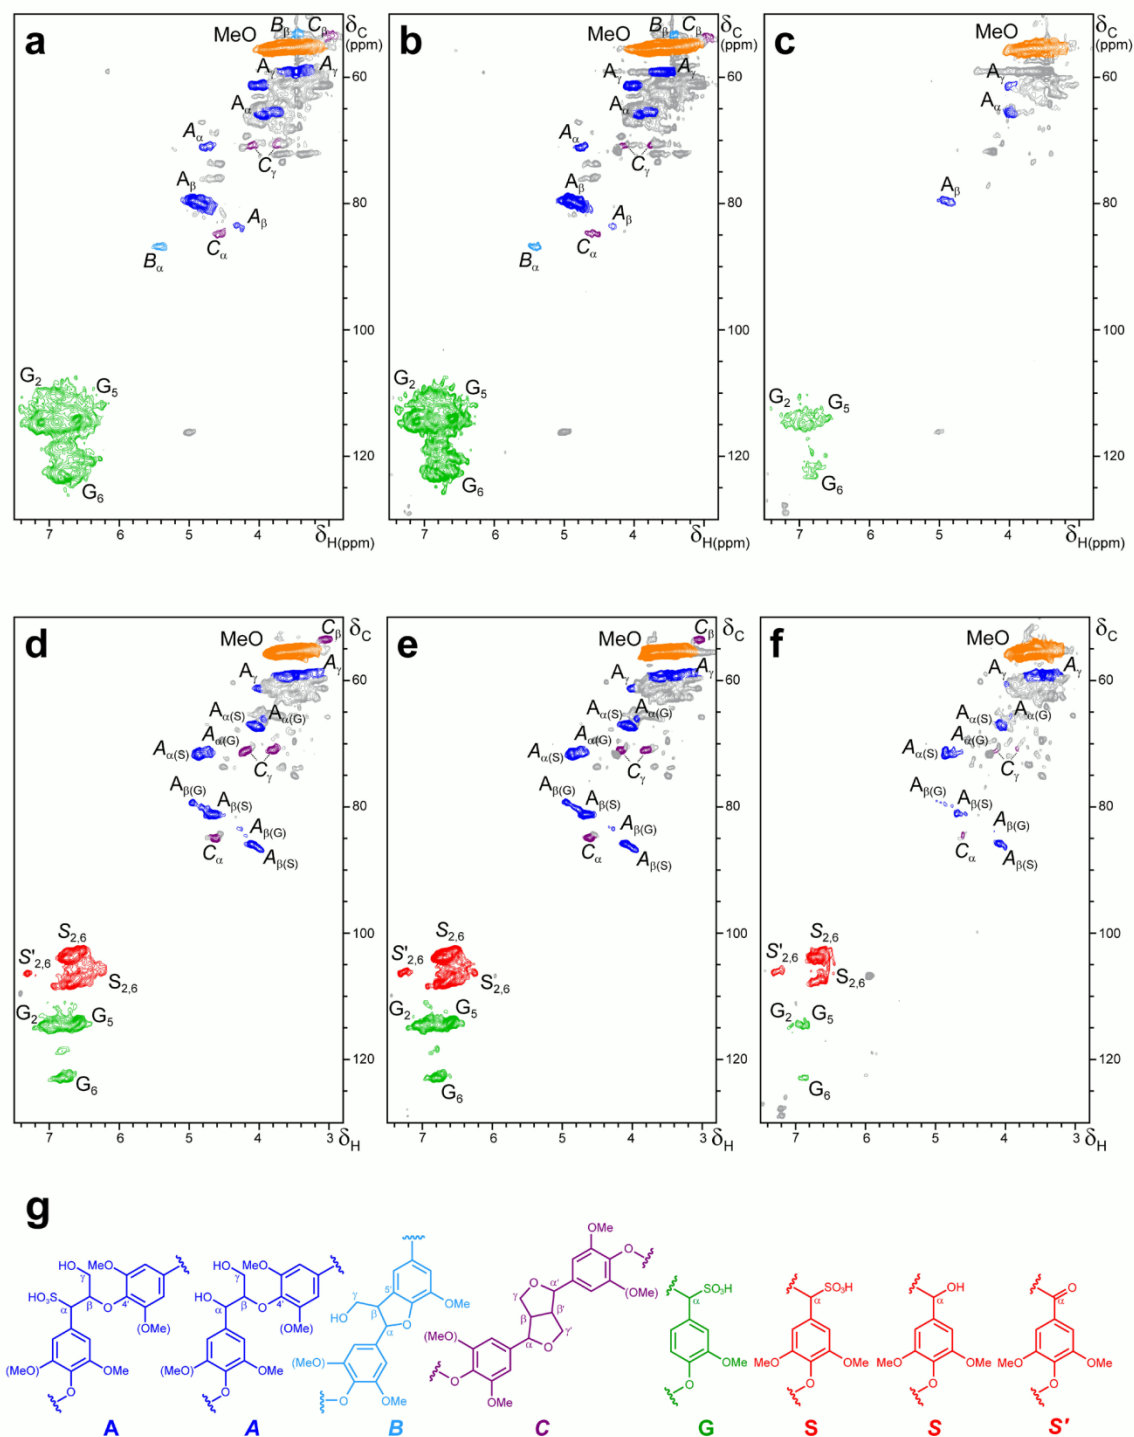 a
MeO
Bβ
Cβ
δC
(ppm)
Aγ
Aγ
60
Aα
Aα
Cγ
Aβ
80
Aβ
Cα
Bα
100
G2
G5
120
G6
7 6 5 4 δH(ppm)
b
MeO
Bβ
Cβ
δC
(ppm)
Aγ
Aγ
60
Aα
Aα
Cγ
Aβ
80
Aβ
Cα
Bα
100
G2
G5
120
G6
7 6 5 4 δH(ppm)
c
MeO
δC
(ppm)
Aγ
60
Aα
Aβ
80
100
G2
G5
120
G6
7 6 5 4 δH(ppm)
d
MeO
Cβ
δC
Aγ
Aγ
60
Aα(S)
Aα(G)
Aα(S)
Aα(G)
Cγ
Aβ(G)
Aβ(S)
80
Aβ(G)
Cα
Aβ(S)
100
S2,6
S'2,6
S2,6
G2
G5
120
G6
7 6 5 4 3 δH
e
MeO
Cβ
δC
Aγ
Aγ
60
Aα(S)
Aα(G)
Aα(S)
Aα(G)
Cγ
Aβ(G)
Aβ(S)
80
Aβ(G)
Cα
Aβ(S)
100
S2,6
S'2,6
S2,6
G2
G5
120
G6
7 6 5 4 3 δH
f
MeO
δC
Aγ
Aγ
60
Aα(S)
Aα(G)
Aα(S)
Aα(G)
Cγ
Aβ(G)
Aβ(S)
80
Aβ(G)
Cα
Aβ(S)
100
S2,6
S'2,6
S2,6
G2
G5
120
G6
7 6 5 4 3 δH
g
HO MeO
γ
HO3S
α β O 4'
(OMe)
(MeO) OMe
O
A
HO MeO
γ
HO
α β O 4'
(OMe)
(MeO) OMe
O
A
5'
γ
HO β O OMe
α
(MeO)
O OMe
B
OMe
O
α'
O (OMe)
γ
β β'
γ'
(MeO) α O
O
OMe
C
SO3H
α
OMe
O
G
SO3H
α
MeO OMe
O
S
OH
α
MeO OMe
O
S
O
α
MeO OMe
O
S'